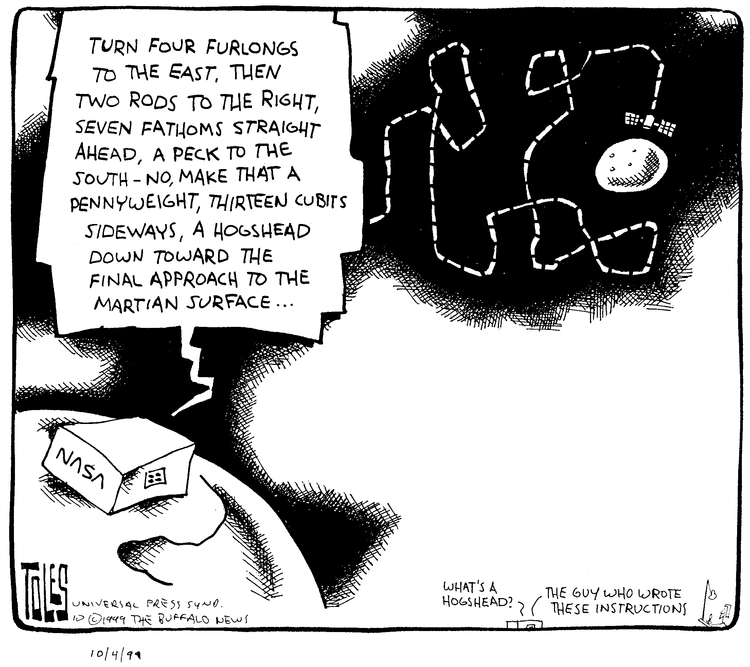 TURN FOUR FURLONGS
TO THE EAST, THEN
TWO RODS TO THE RIGHT,
SEVEN FATHOMS STRAIGHT
AHEAD, A PECK TO THE
SOUTH - NO, MAKE THAT A
PENNYWEIGHT, THIRTEEN CUBITS
SIDEWAYS, A HOGSHEAD
DOWN TOWARD THE
FINAL APPROACH TO THE
MARTIAN SURFACE...
NASA
TOLES
UNIVERSAL PRESS SYND.
©1999 THE BUFFALO NEWS
WHAT'S A
HOGSHEAD?
THE GUY WHO WROTE
THESE INSTRUCTIONS
10/4/99